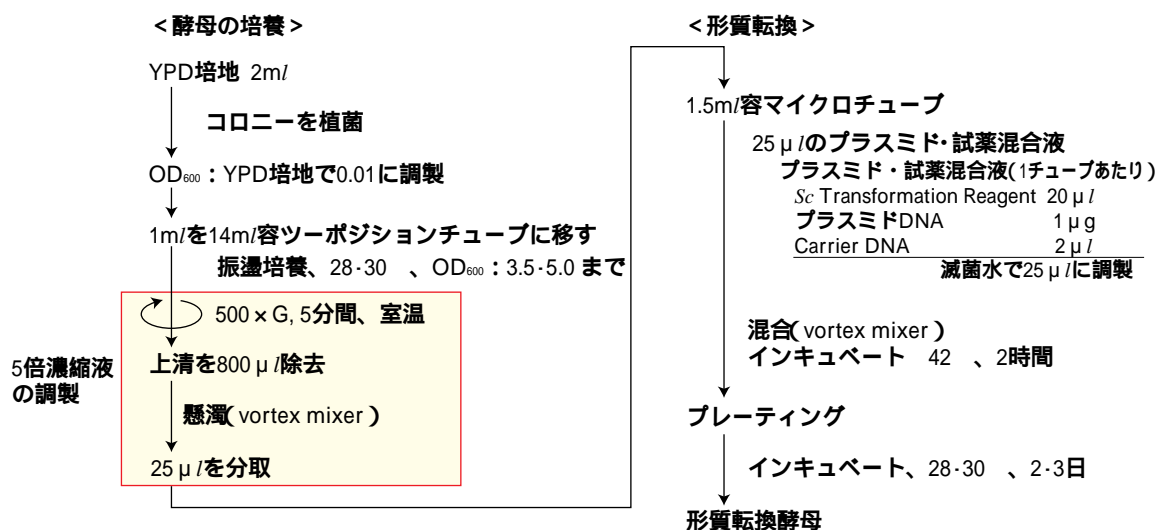 ＜酵母の培養＞
YPD培地 2ml
コロニーを植菌
OD₆₀₀：YPD培地で0.01に調製
1mlを14ml容ツーポジションチューブに移す
振盪培養、28-30　、OD₆₀₀：3.5-5.0 まで
500 × G, 5分間、室温
上清を800 μl除去
5倍濃縮液
の調製
懸濁(vortex mixer)
25 μlを分取
＜形質転換＞
1.5ml容マイクロチューブ
25 μlのプラスミド・試薬混合液
プラスミド・試薬混合液(1チューブあたり)
Sc Transformation Reagent 20 μl
プラスミドDNA 1 μg
Carrier DNA 2 μl
滅菌水で25 μlに調製
混合(vortex mixer)
インキュベート　42　、2時間
プレーティング
インキュベート、28-30　、2-3日
形質転換酵母